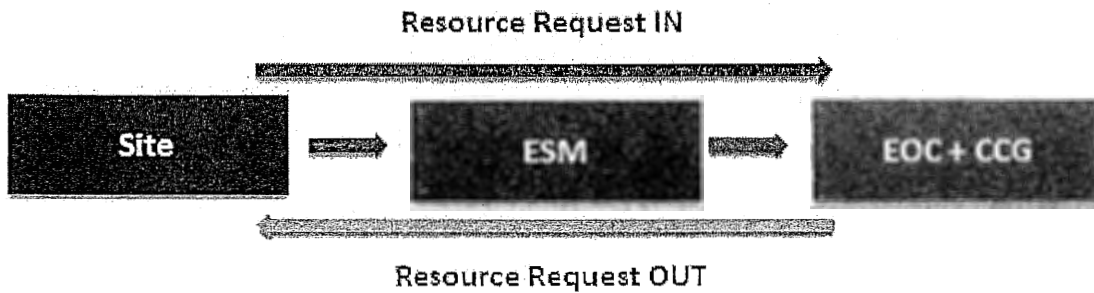 Resource Request IN
Site
ESM
EOC + CCG
Resource Request OUT